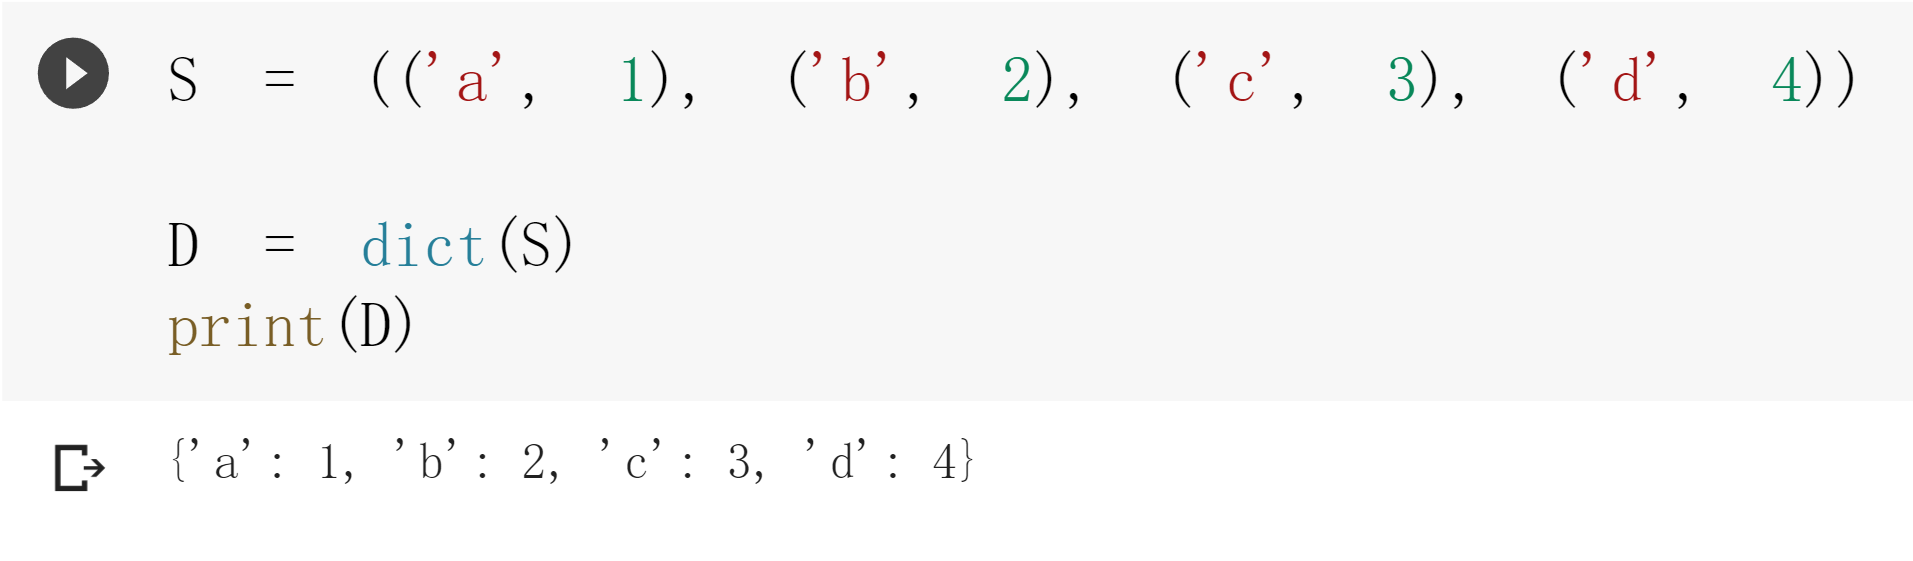 S = (('a', 1), ('b', 2), ('c', 3), ('d', 4))
D = dict(S)
print(D)
{'a': 1, 'b': 2, 'c': 3, 'd': 4}